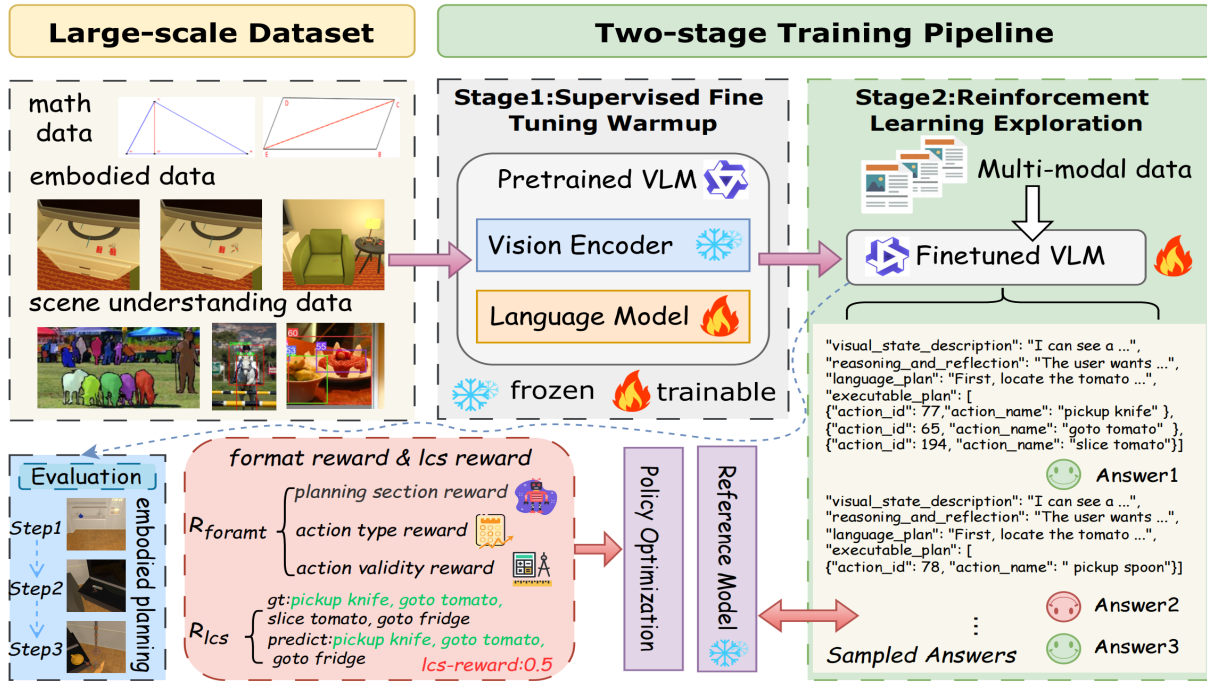 Large-scale Dataset
Two-stage Training Pipeline
math
data
D
C
E
B
embodied data
scene understanding data
60
55
Stage1:Supervised Fine
Tuning Warmup
Pretrained VLM
Vision Encoder
Language Model
frozen
trainable
Stage2:Reinforcement
Learning Exploration
Multi-modal data
Finetuned VLM
"visual_state_description": "I can see a ...",
"reasoning_and_reflection": "The user wants ...",
"language_plan": "First, locate the tomato ...",
"executable_plan": [
{"action_id": 77,"action_name": "pickup knife" },
{"action_id": 65, "action_name": "goto tomato" },
{"action_id": 194, "action_name": "slice tomato"}]
Answer1
"visual_state_description": "I can see a ...",
"reasoning_and_reflection": "The user wants ...",
"language_plan": "First, locate the tomato ...",
"executable_plan": [
{"action_id": 78, "action_name": " pickup spoon"}]
Answer2
⋮
Answer3
Sampled Answers
Evaluation
Step1
Step2
Step3
embodied planning
format reward & lcs reward
Rforamt
planning section reward
action type reward
action validity reward
Rlcs
gt:pickup knife, goto tomato,
slice tomato, goto fridge
predict:pickup knife, goto tomato,
goto fridge
lcs-reward:0.5
Policy Optimization
Reference Model